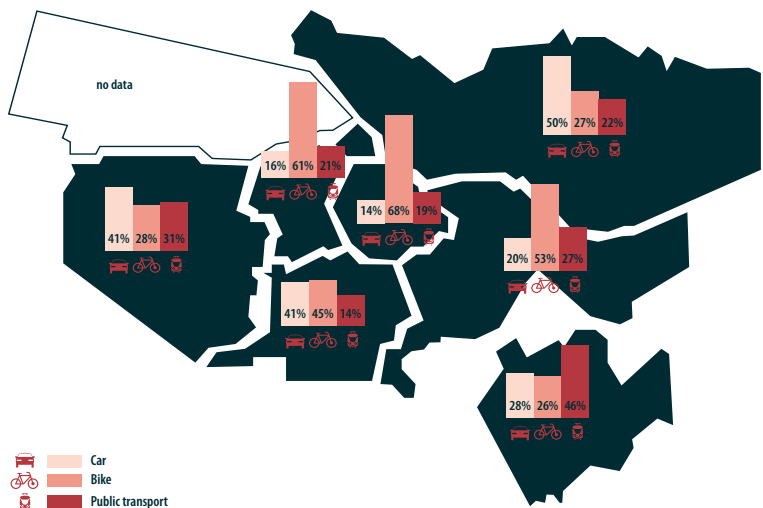 no data
50% 27% 22%
16% 61% 21%
14% 68% 19%
41% 28% 31%
20% 53% 27%
41% 45% 14%
28% 26% 46%
Car
Bike
Public transport